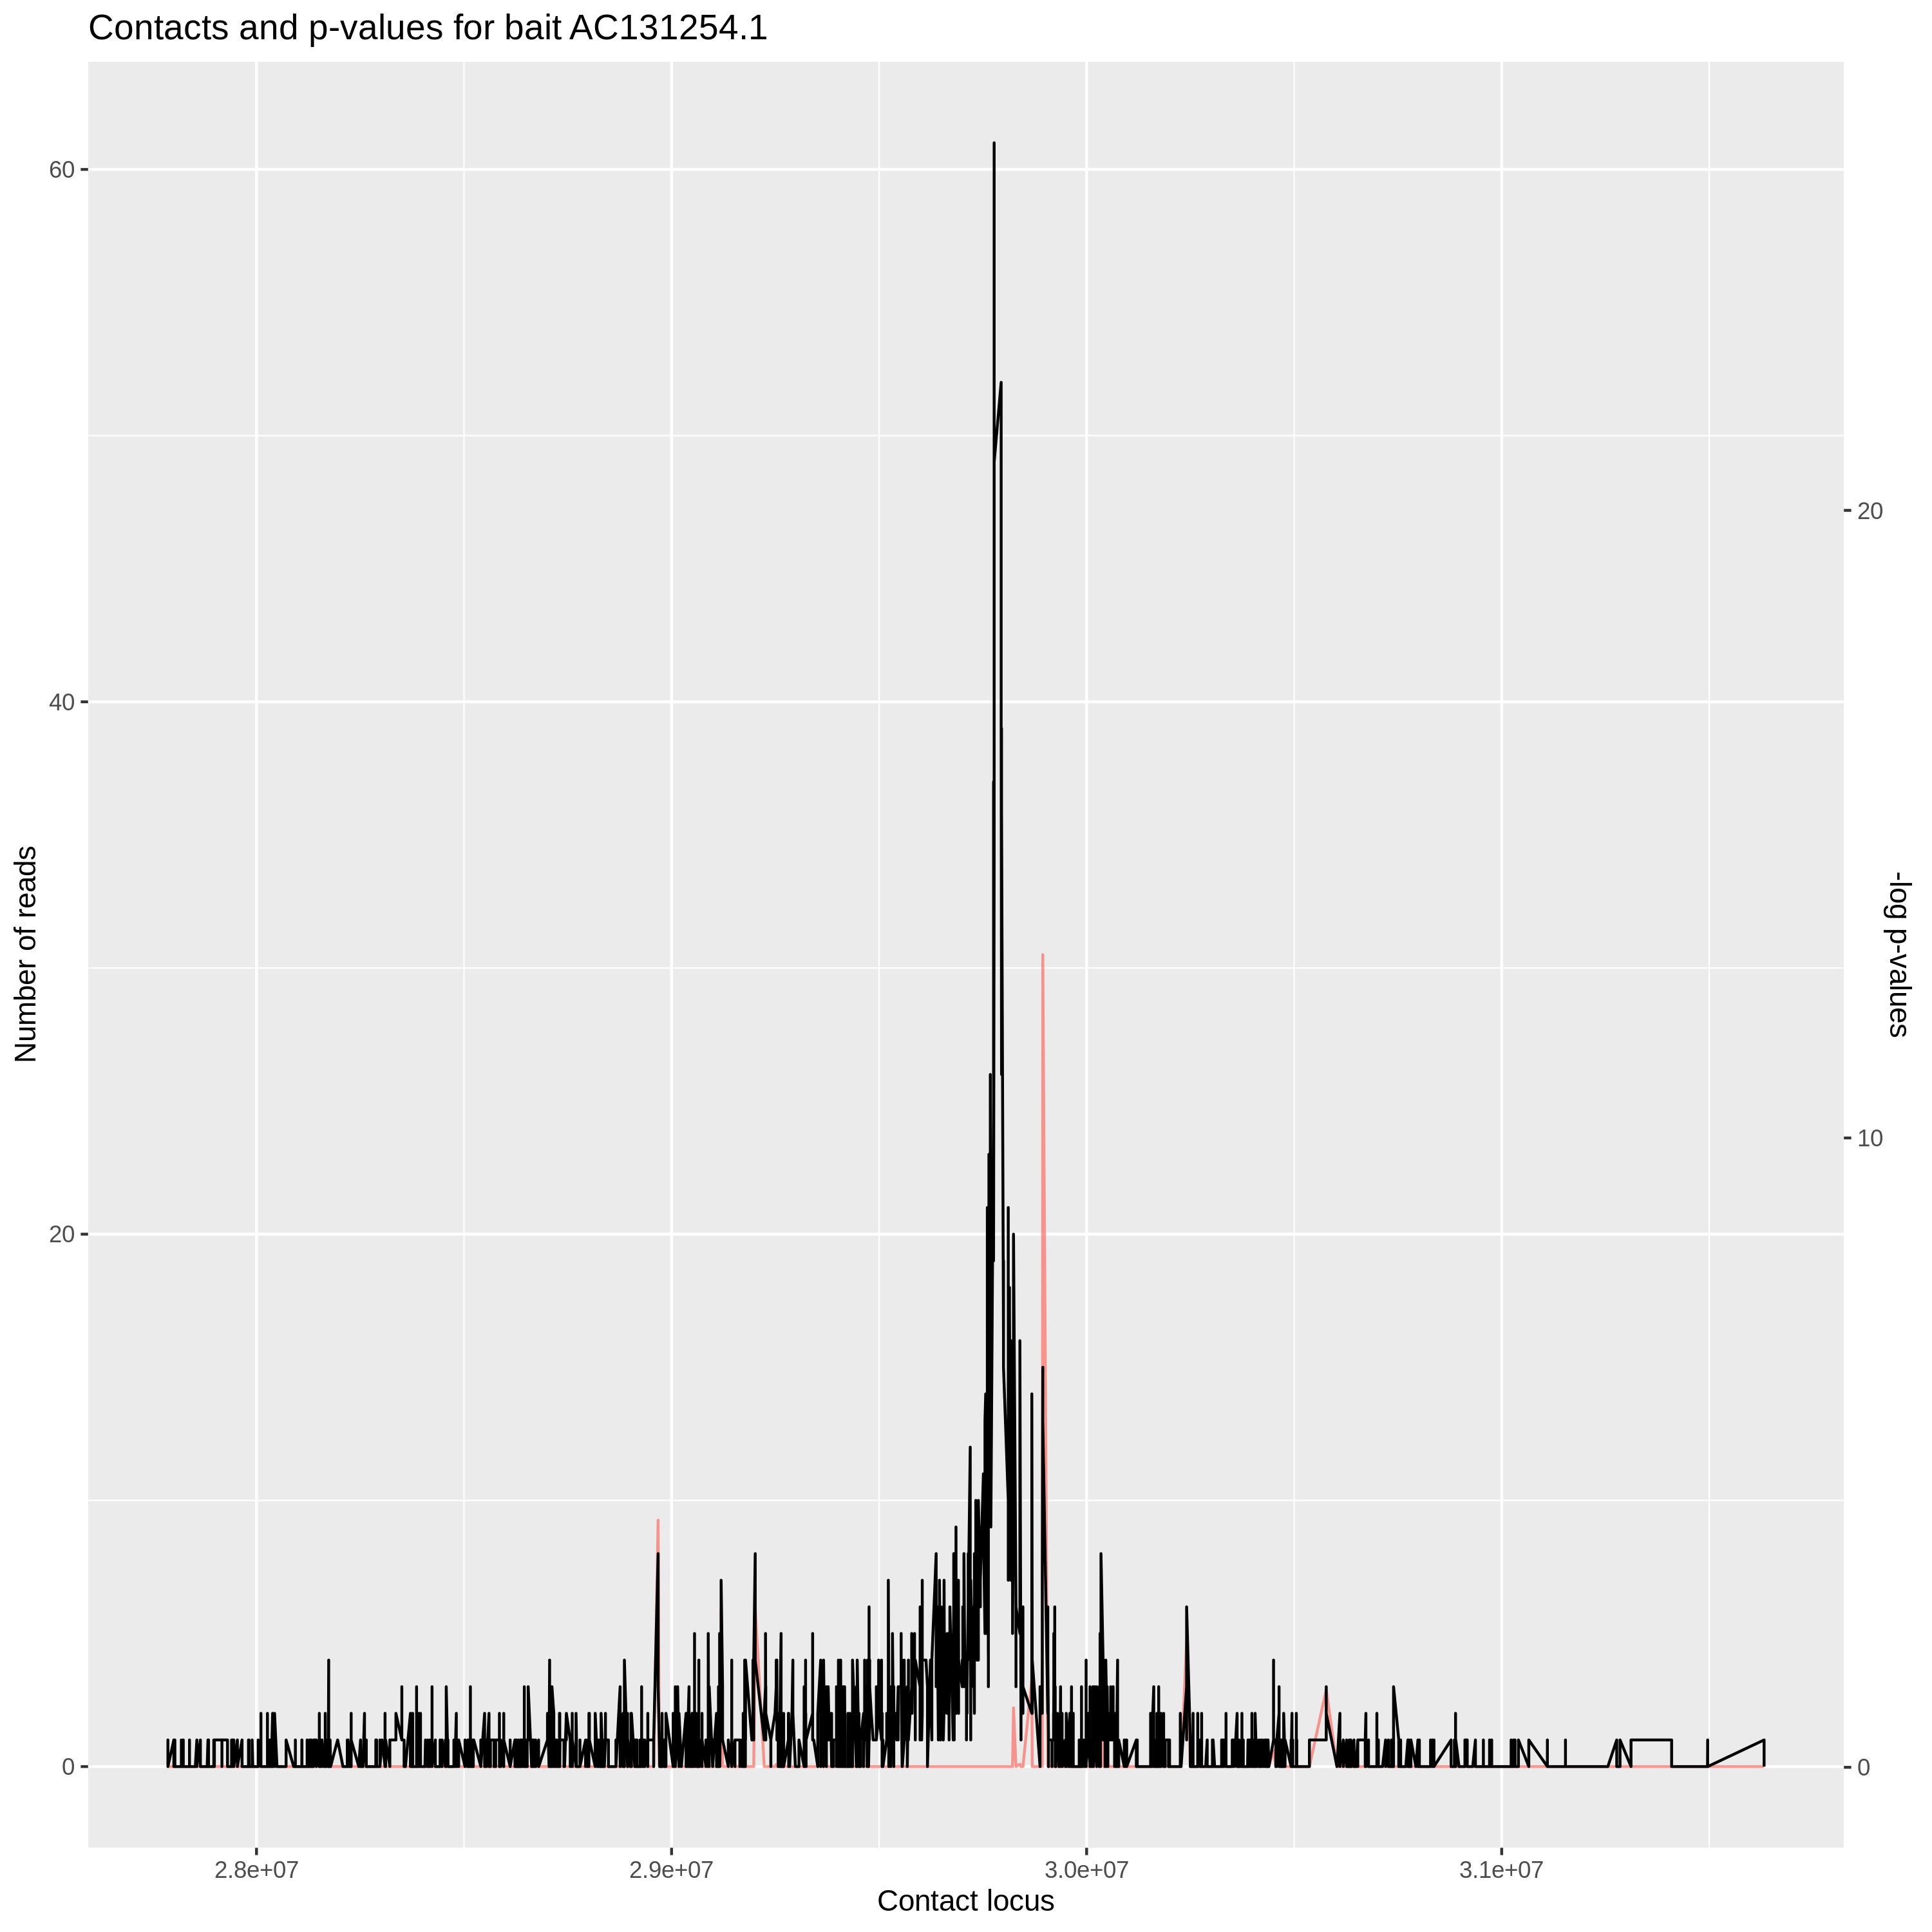 Contacts and p-values for bait AC131254.1
60
40
20
0
Number of reads
20
10
0
-log p-values
2.8e+07
2.9e+07
3.0e+07
3.1e+07
Contact locus